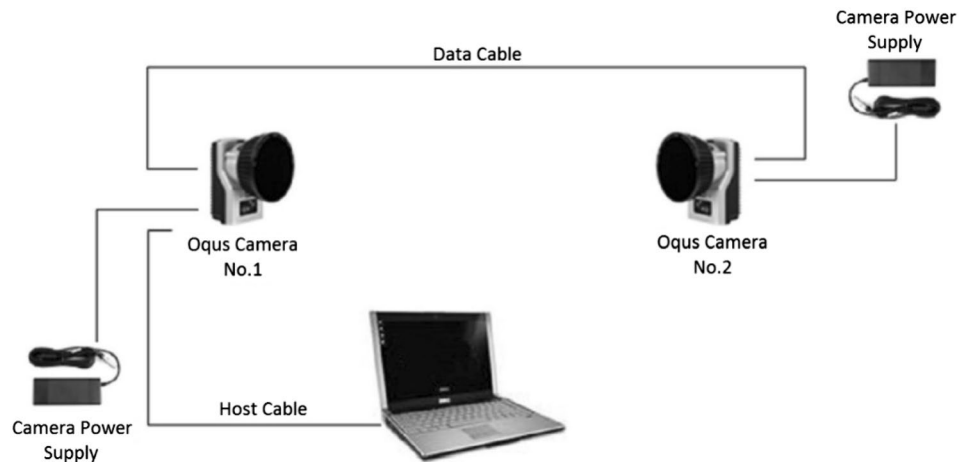 Camera Power
Supply
Data Cable
Oqus Camera
No.1
Oqus Camera
No.2
Host Cable
Camera Power
Supply